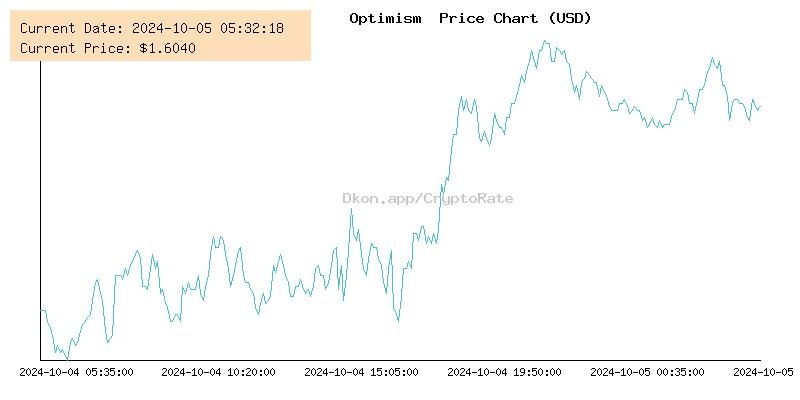 Optimism  Price Chart (USD)
Current Date: 2024-10-05 05:32:18
Current Price: $1.6040
Dkon.app/CryptoRate
2024-10-04 05:35:00 2024-10-04 10:20:00 2024-10-04 15:05:00 2024-10-04 19:50:00 2024-10-05 00:35:00 2024-10-05